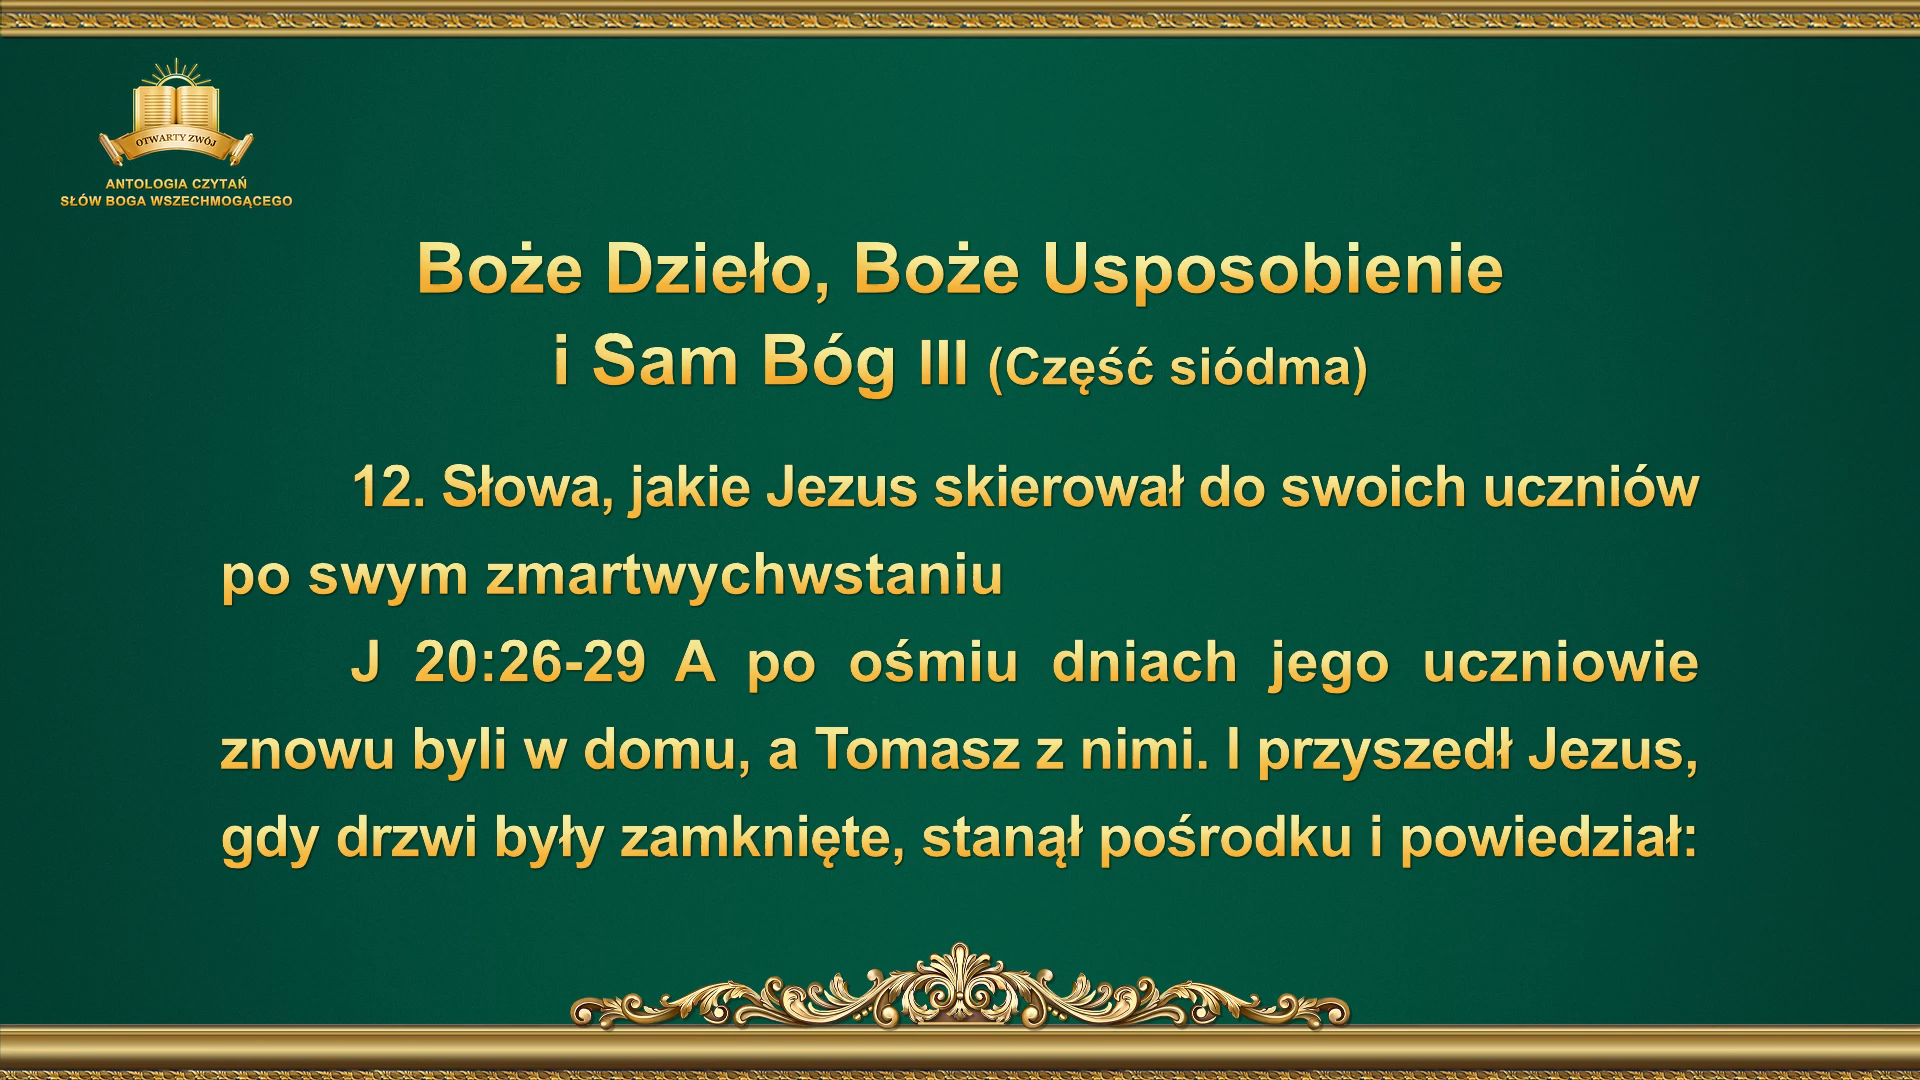 OTWARTY ZWÓJ
ANTOLOGIA CZYTAŃ
SŁÓW BOGA WSZECHMOGĄCEGO
Boże Dzieło, Boże Usposobienie
i Sam Bóg III (Część siódma)
12. Słowa, jakie Jezus skierował do swoich uczniów
po swym zmartwychwstaniu
J 20:26-29 A po ośmiu dniach jego uczniowie
znowu byli w domu, a Tomasz z nimi. I przyszedł Jezus,
gdy drzwi były zamknięte, stanął pośrodku i powiedział: